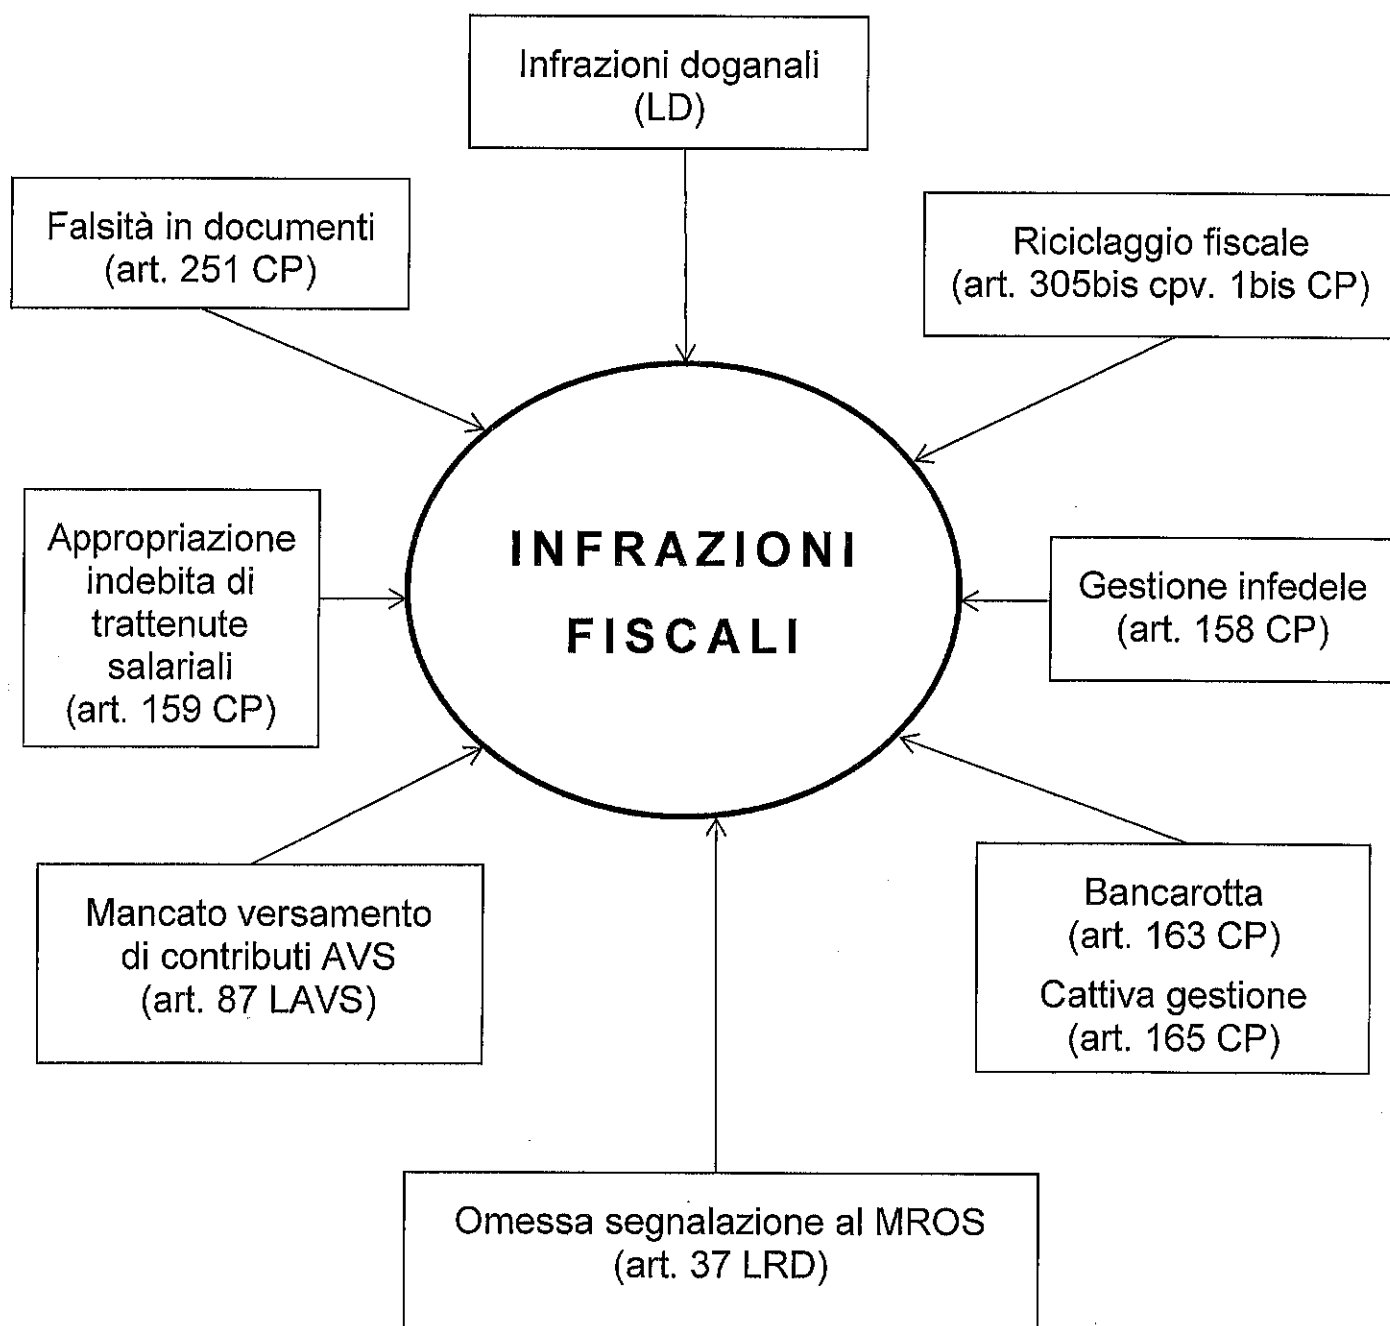 Infrazioni doganali
(LD)
Falsità in documenti
(art. 251 CP)
Riciclaggio fiscale
(art. 305bis cpv. 1bis CP)
Appropriazione
indebita di
trattenute
salariali
(art. 159 CP)
INFRAZIONI
FISCALI
Gestione infedele
(art. 158 CP)
Mancato versamento
di contributi AVS
(art. 87 LAVS)
Bancarotta
(art. 163 CP)
Cattiva gestione
(art. 165 CP)
Omessa segnalazione al MROS
(art. 37 LRD)